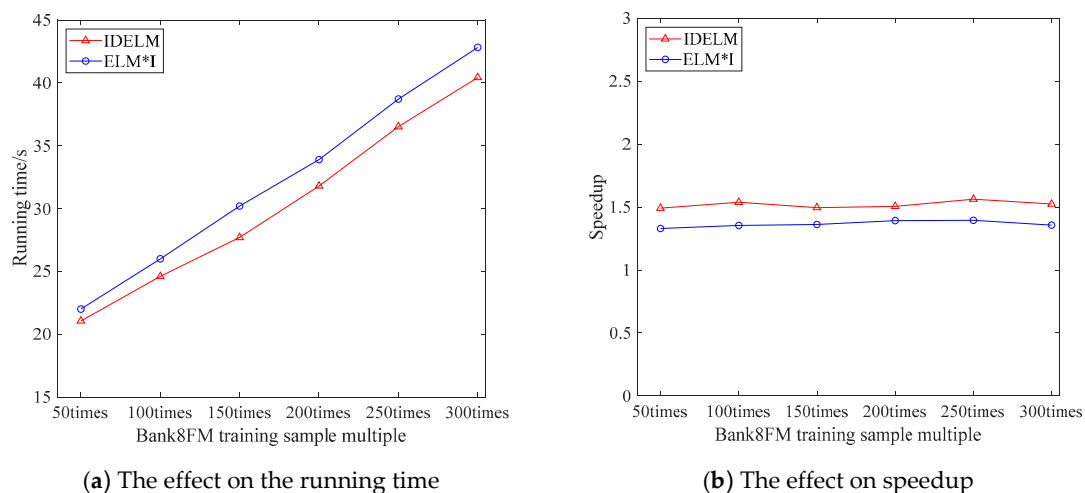 45
40
35
30
25
20
15
Running time/s
IDELM
ELM*I
50times 100times 150times 200times 250times 300times
Bank8FM training sample multiple
(a) The effect on the running time
3
2.5
2
1.5
1
0.5
0
Speedup
IDELM
ELM*I
50times 100times 150times 200times 250times 300times
Bank8FM training sample multiple
(b) The effect on speedup